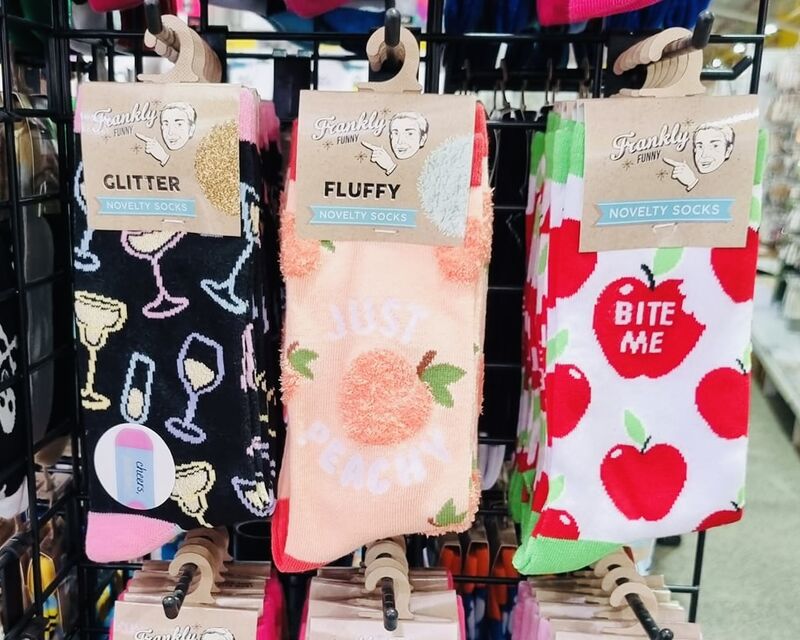 Frankly
FUNNY
GLITTER
NOVELTY SOCKS
cheers.
Frankly
FUNNY
FLUFFY
NOVELTY SOCKS
JUST
PEACHY
Frankly
FUNNY
NOVELTY SOCKS
BITE
ME
Frankly